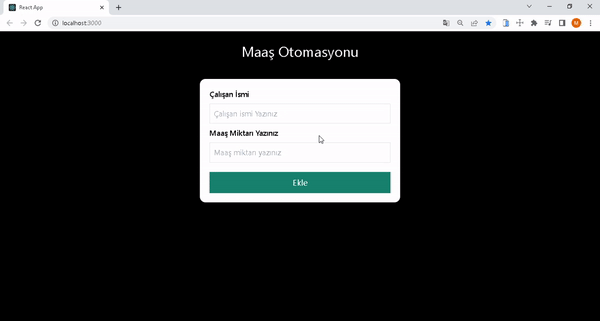 React App
localhost:3000
M
Maaş Otomasyonu
Çalışan İsmi
Çalışan ismi Yazınız
Maaş Miktarı Yazınız
Maaş miktarı yazınız
Ekle